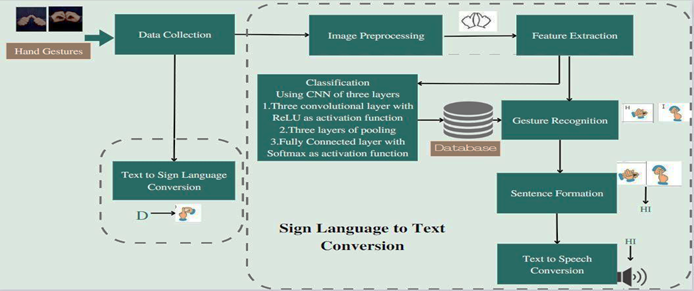 Hand Gestures
Data Collection
Image Preprocessing
Feature Extraction
Classification
Using CNN of three layers
1.Three convolutional layer with
ReLU as activation function
2.Three layers of pooling
3.Fully Connected layer with
Softmax as activation function
Database
Gesture Recognition
H
I
Text to Sign Language
Conversion
D
Sentence Formation
HI
Sign Language to Text
Conversion
Text to Speech
Conversion
HI